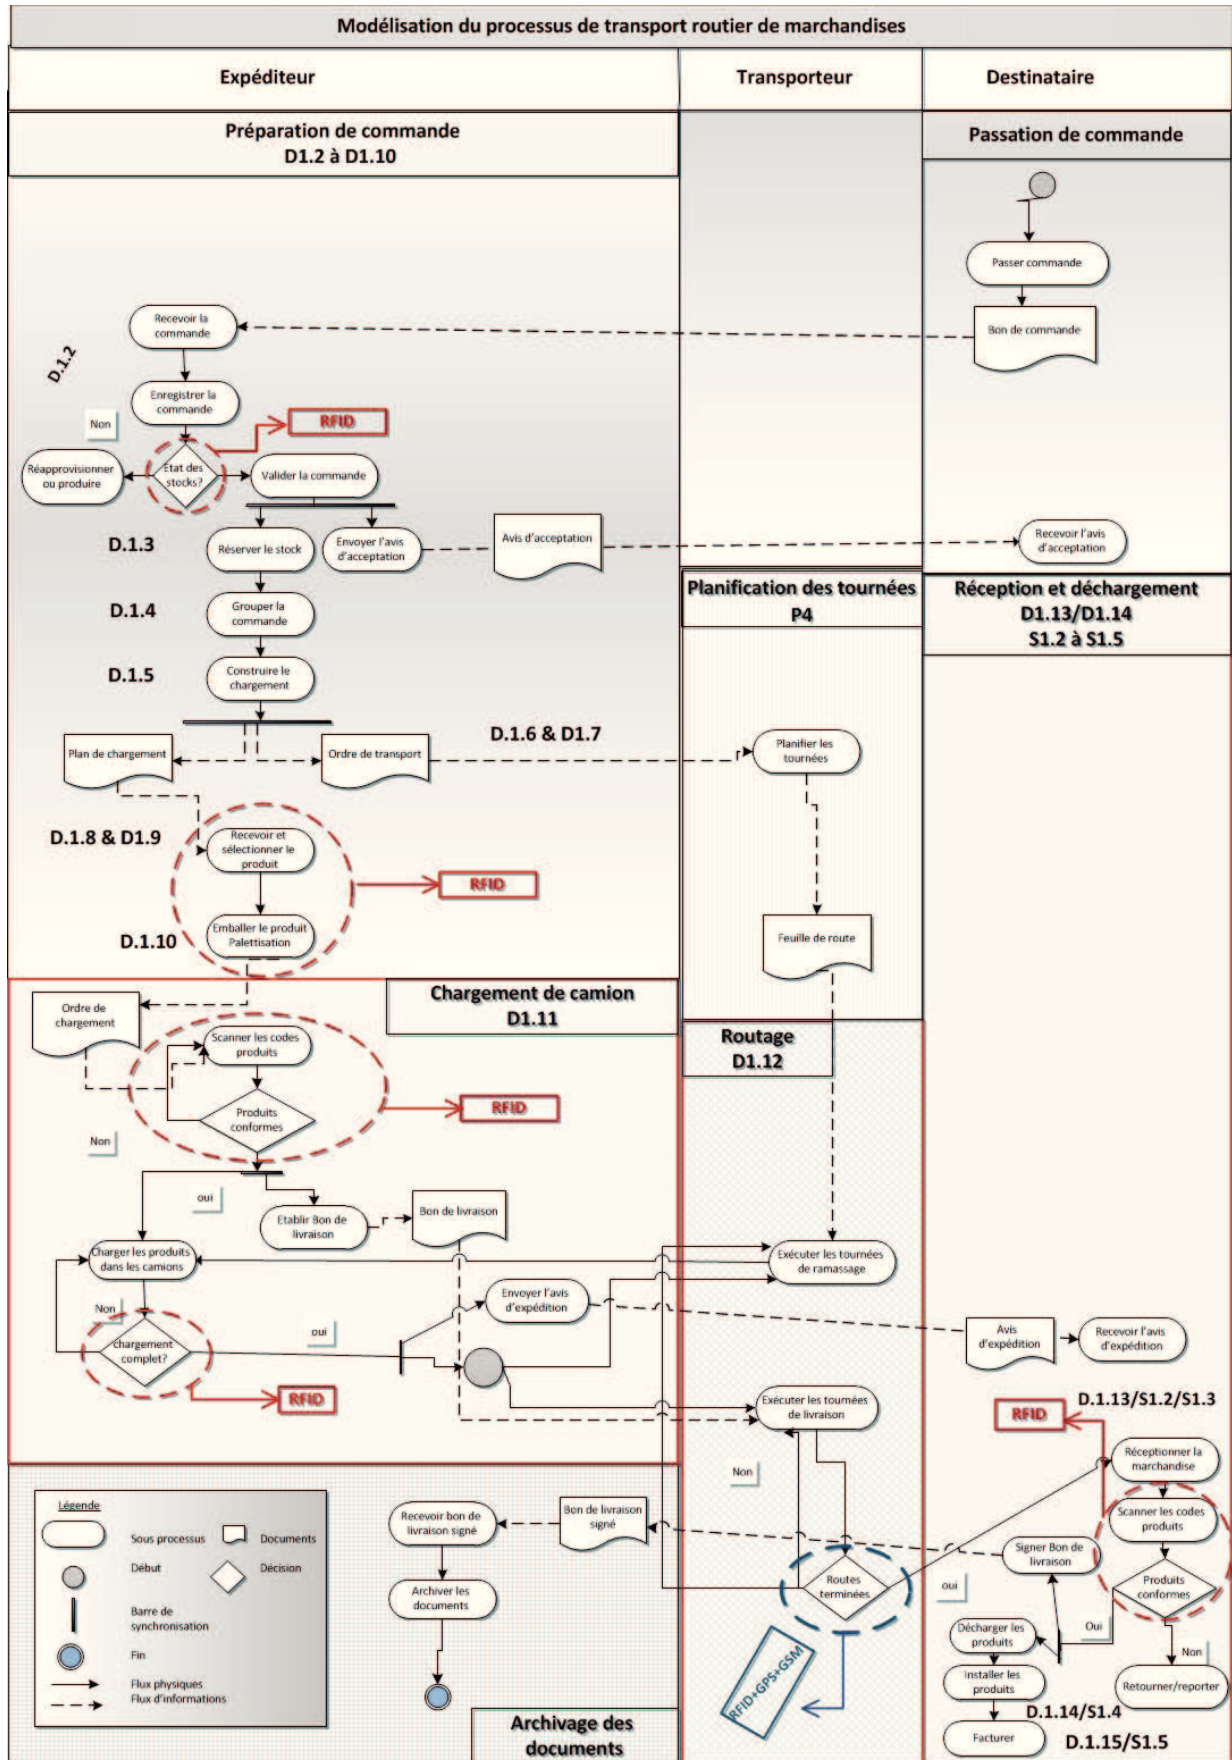 Modélisation du processus de transport routier de marchandises
Expéditeur
Transporteur
Destinataire
Préparation de commande
D1.2 à D1.10
Passation de commande
Passer commande
Bon de commande
Recevoir la
commande
D.1.2
Enregistrer la
commande
Non
RFID
Etat des
stocks?
Réapprovisionner
ou produire
Valider la commande
D.1.3
Réserver le stock
Envoyer l'avis
d'acceptation
Avis d'acceptation
Recevoir l'avis
d'acceptation
Planification des tournées
P4
Réception et déchargement
D1.13/D1.14
S1.2 à S1.5
D.1.4
Grouper la
commande
D.1.5
Construire le
chargement
D.1.6 & D1.7
Plan de chargement
Ordre de transport
Planifier les
tournées
D.1.8 & D1.9
Recevoir et
sélectionner le
produit
RFID
D.1.10
Emballer le produit
Palettisation
Feuille de route
Chargement de camion
D1.11
Ordre de
chargement
Scanner les codes
produits
Routage
D1.12
RFID
Produits
conformes
Non
oui
Etablir Bon de
livraison
Bon de livraison
Charger les produits
dans les camions
Exécuter les tournées
de ramassage
Non
Envoyer l'avis
d'expédition
oui
chargement
complet?
Avis
d'expédition
Recevoir l'avis
d'expédition
RFID
Exécuter les tournées
de livraison
D.1.13/S1.2/S1.3
RFID
Réceptionner la
marchandise
Non
Légende
Sous processus
Documents
Début
Décision
Barre de
synchronisation
Fin
Flux physiques
Flux d'informations
Recevoir bon de
livraison signé
Bon de livraison
signé
Scanner les codes
produits
Signer Bon de
livraison
Archiver les
documents
Routes
terminées
oui
Produits
conformes
Décharger les
produits
Oui
Non
Installer les
produits
Retourner/reporter
RFID+GPS+GSM
D.1.14/S1.4
Facturer
D.1.15/S1.5
Archivage des
documents